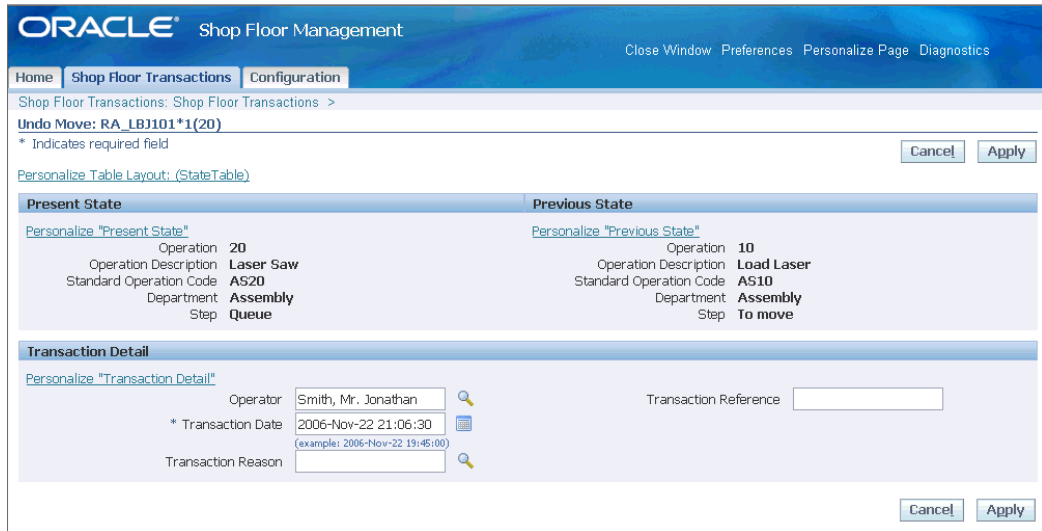 ORACLE® Shop Floor Management
Close Window Preferences Personalize Page Diagnostics
Home Shop Floor Transactions Configuration
Shop Floor Transactions: Shop Floor Transactions >
Undo Move: RA_LBJ101*1(20)
* Indicates required field
Cancel Apply
Personalize Table Layout: (StateTable)
Present State Previous State
Personalize "Present State" Personalize "Previous State"
Operation 20 Operation 10
Operation Description Laser Saw Operation Description Load Laser
Standard Operation Code AS20 Standard Operation Code AS10
Department Assembly Department Assembly
Step Queue Step To move
Transaction Detail
Personalize "Transaction Detail"
Operator Smith, Mr. Jonathan Transaction Reference
* Transaction Date 2006-Nov-22 21:06:30
(example: 2006-Nov-22 19:45:00)
Transaction Reason
Cancel Apply